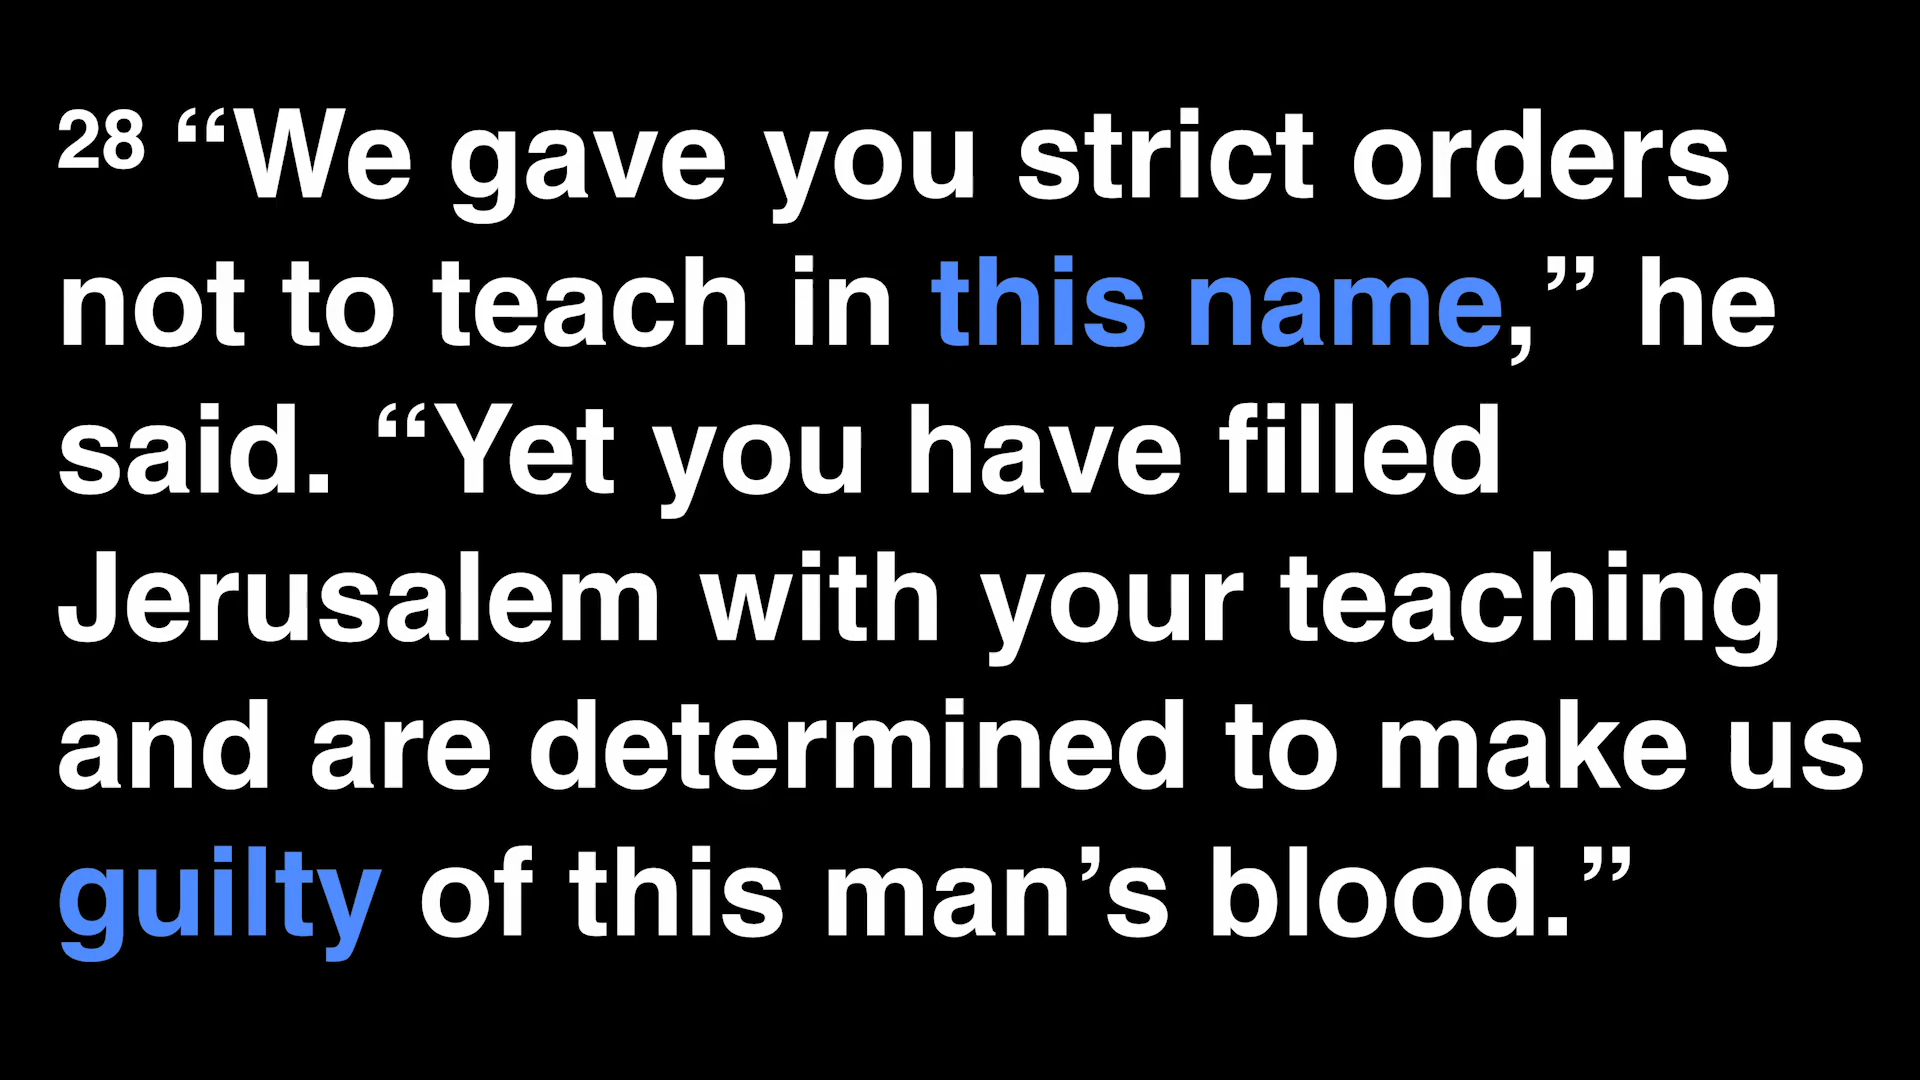 28 “We gave you strict orders
not to teach in this name,” he
said. “Yet you have filled
Jerusalem with your teaching
and are determined to make us
guilty of this man’s blood.”